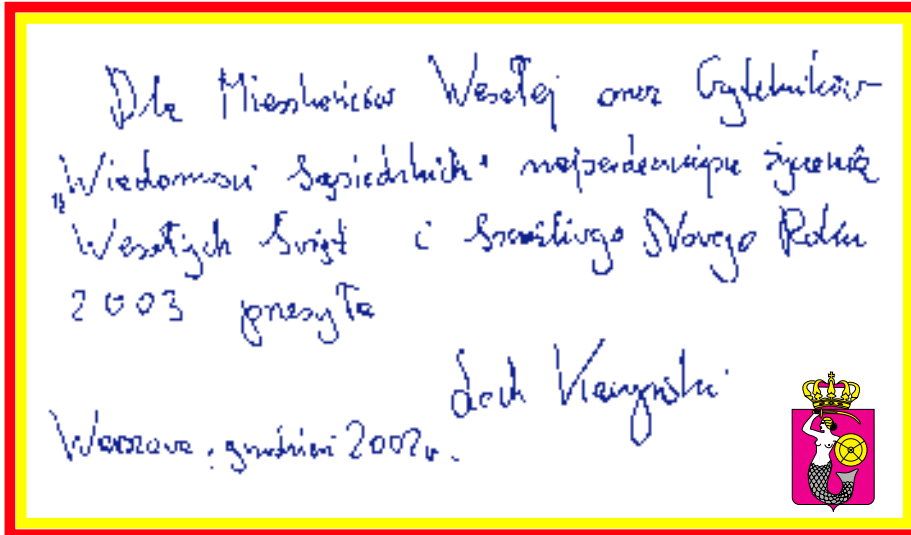 Dla Mieszkańców Wesołej oraz Czytelników
„Wiadomości Sąsiedzkich" najserdeczniejsze życzenia
Wesołych Świąt i Szczęśliwego Nowego Roku
2003 przesyła
Lech Kaczyński
Warszawa, grudzień 2002r.